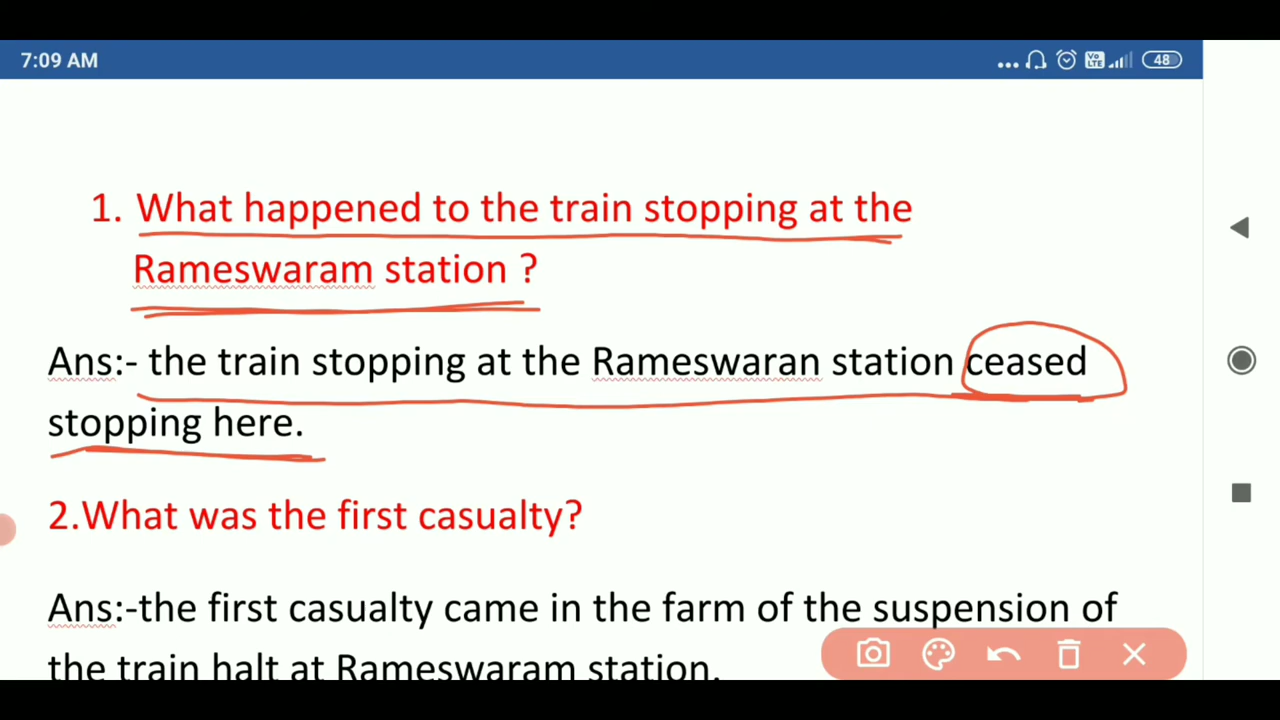 7:09 AM
Vo LTE 48
1. What happened to the train stopping at the
Rameswaram station ?
Ans:- the train stopping at the Rameswaran station ceased
stopping here.
2.What was the first casualty?
Ans:-the first casualty came in the farm of the suspension of
the train halt at Rameswaram station.